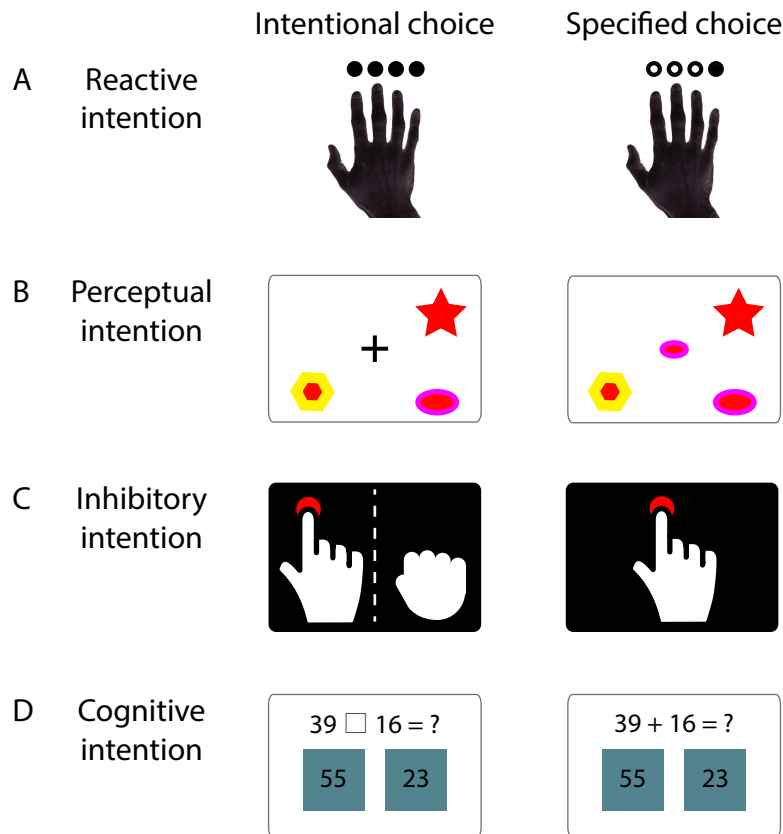 Intentional choice Specified choice
A Reactive
intention
B Perceptual
intention
+
C Inhibitory
intention
D Cognitive
intention
39 □ 16 = ?
55 23
39 + 16 = ?
55 23